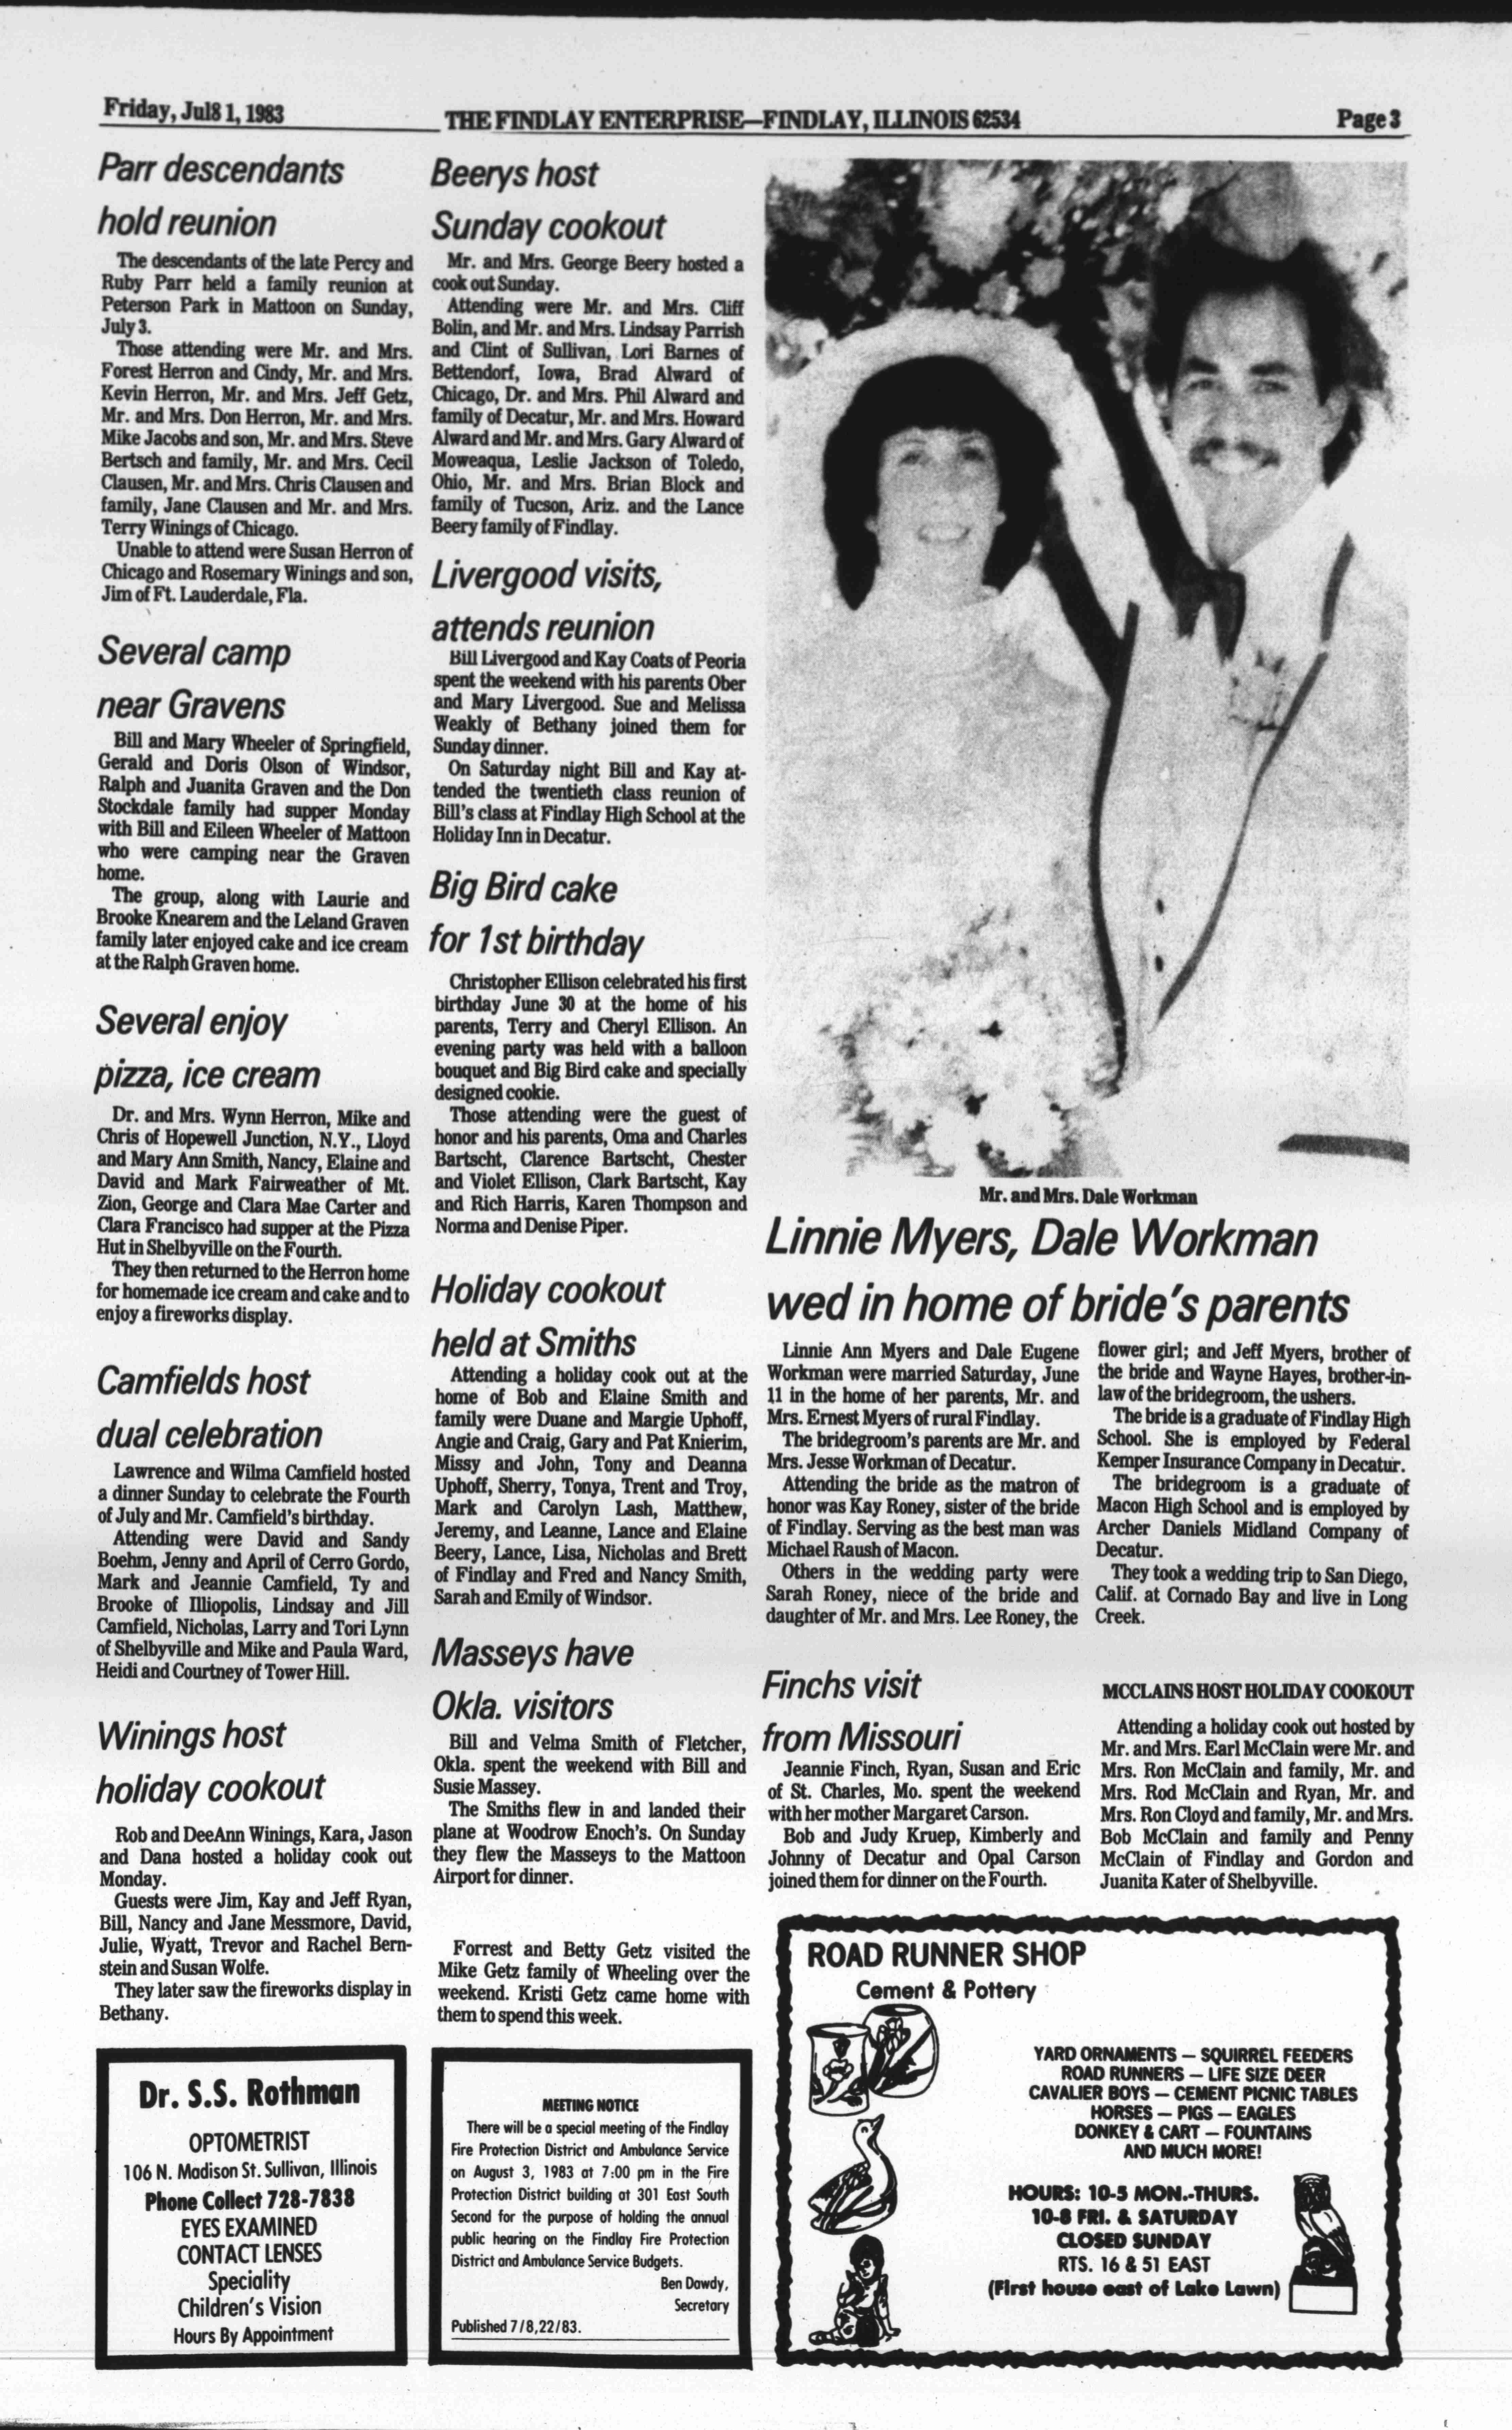 Friday, Jul8 1, 1983
THE FINDLAY ENTERPRISE—FINDLAY, ILLINOIS 62534
Page 3
Parr descendants
hold reunion
The descendants of the late Percy and
Ruby Parr held a family reunion at
Peterson Park in Mattoon on Sunday,
July 3.
Those attending were Mr. and Mrs.
Forest Herron and Cindy, Mr. and Mrs.
Kevin Herron, Mr. and Mrs. Jeff Getz,
Mr. and Mrs. Don Herron, Mr. and Mrs.
Mike Jacobs and son, Mr. and Mrs. Steve
Bertsch and family, Mr. and Mrs. Cecil
Clausen, Mr. and Mrs. Chris Clausen and
family, Jane Clausen and Mr. and Mrs.
Terry Winings of Chicago.
Unable to attend were Susan Herron of
Chicago and Rosemary Winings and son,
Jim of Ft. Lauderdale, Fla.
Several camp
near Gravens
Bill and Mary Wheeler of Springfield,
Gerald and Doris Olson of Windsor,
Ralph and Juanita Graven and the Don
Stockdale family had supper Monday
with Bill and Eileen Wheeler of Mattoon
who were camping near the Graven
home.
The group, along with Laurie and
Brooke Knearem and the Leland Graven
family later enjoyed cake and ice cream
at the Ralph Graven home.
Several enjoy
pizza, ice cream
Dr. and Mrs. Wynn Herron, Mike and
Chris of Hopewell Junction, N.Y., Lloyd
and Mary Ann Smith, Nancy, Elaine and
David and Mark Fairweather of Mt.
Zion, George and Clara Mae Carter and
Clara Francisco had supper at the Pizza
Hut in Shelbyville on the Fourth.
They then returned to the Herron home
for homemade ice cream and cake and to
enjoy a fireworks display.
Camfields host
dual celebration
Lawrence and Wilma Camfield hosted
a dinner Sunday to celebrate the Fourth
of July and Mr. Camfield's birthday.
Attending were David and Sandy
Boehm, Jenny and April of Cerro Gordo,
Mark and Jeannie Camfield, Ty and
Brooke of Illiopolis, Lindsay and Jill
Camfield, Nicholas, Larry and Tori Lynn
of Shelbyville and Mike and Paula Ward,
Heidi and Courtney of Tower Hill.
Winings host
holiday cookout
Rob and DeeAnn Winings, Kara, Jason
and Dana hosted a holiday cook out
Monday.
Guests were Jim, Kay and Jeff Ryan,
Bill, Nancy and Jane Messmore, David,
Julie, Wyatt, Trevor and Rachel Bern-
stein and Susan Wolfe.
They later saw the fireworks display in
Bethany.
Dr. S.S. Rothman
OPTOMETRIST
106 N. Madison St. Sullivan, Illinois
Phone Collect 728-7838
EYES EXAMINED
CONTACT LENSES
Speciality
Children's Vision
Hours By Appointment
Beerys host
Sunday cookout
Mr. and Mrs. George Beery hosted a
cook out Sunday.
Attending were Mr. and Mrs. Cliff
Bolin, and Mr. and Mrs. Lindsay Parrish
and Clint of Sullivan, Lori Barnes of
Bettendorf, Iowa, Brad Alward of
Chicago, Dr. and Mrs. Phil Alward and
family of Decatur, Mr. and Mrs. Howard
Alward and Mr. and Mrs. Gary Alward of
Moweaqua, Leslie Jackson of Toledo,
Ohio, Mr. and Mrs. Brian Block and
family of Tucson, Ariz. and the Lance
Beery family of Findlay.
Livergood visits,
attends reunion
Bill Livergood and Kay Coats of Peoria
spent the weekend with his parents Ober
and Mary Livergood. Sue and Melissa
Weakly of Bethany joined them for
Sunday dinner.
On Saturday night Bill and Kay at-
tended the twentieth class reunion of
Bill's class at Findlay High School at the
Holiday Inn in Decatur.
Big Bird cake
for 1st birthday
Christopher Ellison celebrated his first
birthday June 30 at the home of his
parents, Terry and Cheryl Ellison. An
evening party was held with a balloon
bouquet and Big Bird cake and specially
designed cookie.
Those attending were the guest of
honor and his parents, Oma and Charles
Bartscht, Clarence Bartscht, Chester
and Violet Ellison, Clark Bartscht, Kay
and Rich Harris, Karen Thompson and
Norma and Denise Piper.
Holiday cookout
held at Smiths
Attending a holiday cook out at the
home of Bob and Elaine Smith and
family were Duane and Margie Uphoff,
Angie and Craig, Gary and Pat Knierim,
Missy and John, Tony and Deanna
Uphoff, Sherry, Tonya, Trent and Troy,
Mark and Carolyn Lash, Matthew,
Jeremy, and Leanne, Lance and Elaine
Beery, Lance, Lisa, Nicholas and Brett
of Findlay and Fred and Nancy Smith,
Sarah and Emily of Windsor.
Masseys have
Okla. visitors
Bill and Velma Smith of Fletcher,
Okla. spent the weekend with Bill and
Susie Massey.
The Smiths flew in and landed their
plane at Woodrow Enoch's. On Sunday
they flew the Masseys to the Mattoon
Airport for dinner.
Forrest and Betty Getz visited the
Mike Getz family of Wheeling over the
weekend. Kristi Getz came home with
them to spend this week.
MEETING NOTICE
There will be a special meeting of the Findlay
Fire Protection District and Ambulance Service
on August 3, 1983 at 7:00 pm in the Fire
Protection District building at 301 East South
Second for the purpose of holding the annual
public hearing on the Findlay Fire Protection
District and Ambulance Service Budgets.
Ben Dawdy,
Secretary
Published 7/8,22/83.
Mr. and Mrs. Dale Workman
Linnie Myers, Dale Workman
wed in home of bride's parents
Linnie Ann Myers and Dale Eugene
Workman were married Saturday, June
11 in the home of her parents, Mr. and
Mrs. Ernest Myers of rural Findlay.
The bridegroom's parents are Mr. and
Mrs. Jesse Workman of Decatur.
Attending the bride as the matron of
honor was Kay Roney, sister of the bride
of Findlay. Serving as the best man was
Michael Raush of Macon.
Others in the wedding party were
Sarah Roney, niece of the bride and
daughter of Mr. and Mrs. Lee Roney, the
flower girl; and Jeff Myers, brother of
the bride and Wayne Hayes, brother-in-
law of the bridegroom, the ushers.
The bride is a graduate of Findlay High
School. She is employed by Federal
Kemper Insurance Company in Decatur.
The bridegroom is a graduate of
Macon High School and is employed by
Archer Daniels Midland Company of
Decatur.
They took a wedding trip to San Diego,
Calif. at Cornado Bay and live in Long
Creek.
Finchs visit
from Missouri
Jeannie Finch, Ryan, Susan and Eric
of St. Charles, Mo. spent the weekend
with her mother Margaret Carson.
Bob and Judy Kruep, Kimberly and
Johnny of Decatur and Opal Carson
joined them for dinner on the Fourth.
MCCLAINS HOST HOLIDAY COOKOUT
Attending a holiday cook out hosted by
Mr. and Mrs. Earl McClain were Mr. and
Mrs. Ron McClain and family, Mr. and
Mrs. Rod McClain and Ryan, Mr. and
Mrs. Ron Cloyd and family, Mr. and Mrs.
Bob McClain and family and Penny
McClain of Findlay and Gordon and
Juanita Kater of Shelbyville.
ROAD RUNNER SHOP
Cement & Pottery
YARD ORNAMENTS — SQUIRREL FEEDERS
ROAD RUNNERS — LIFE SIZE DEER
CAVALIER BOYS — CEMENT PICNIC TABLES
HORSES — PIGS — EAGLES
DONKEY & CART — FOUNTAINS
AND MUCH MORE!
HOURS: 10-5 MON.-THURS.
10-8 FRI. & SATURDAY
CLOSED SUNDAY
RTS. 16 & 51 EAST
(First house east of Lake Lawn)